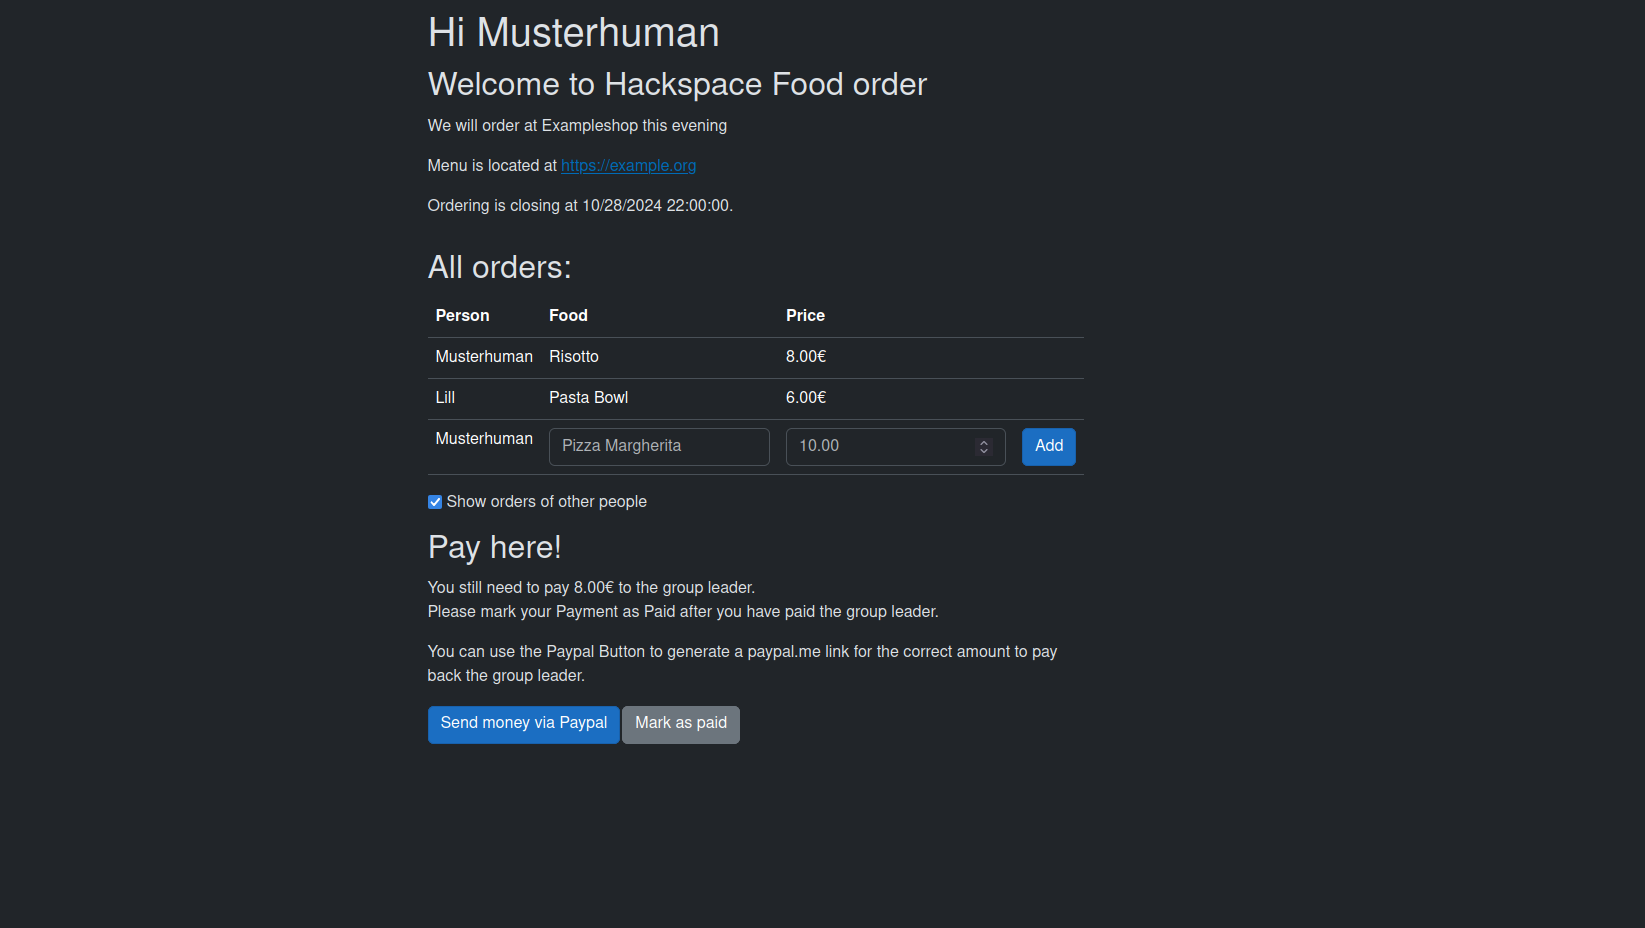 Hi Musterhuman
Welcome to Hackspace Food order
We will order at Exampleshop this evening
Menu is located at https://example.org
Ordering is closing at 10/28/2024 22:00:00.
All orders:
Person Food Price
Musterhuman Risotto 8.00€
Lill Pasta Bowl 6.00€
Musterhuman Pizza Margherita 10.00 Add
Show orders of other people
Pay here!
You still need to pay 8.00€ to the group leader.
Please mark your Payment as Paid after you have paid the group leader.
You can use the Paypal Button to generate a paypal.me link for the correct amount to pay
back the group leader.
Send money via Paypal Mark as paid